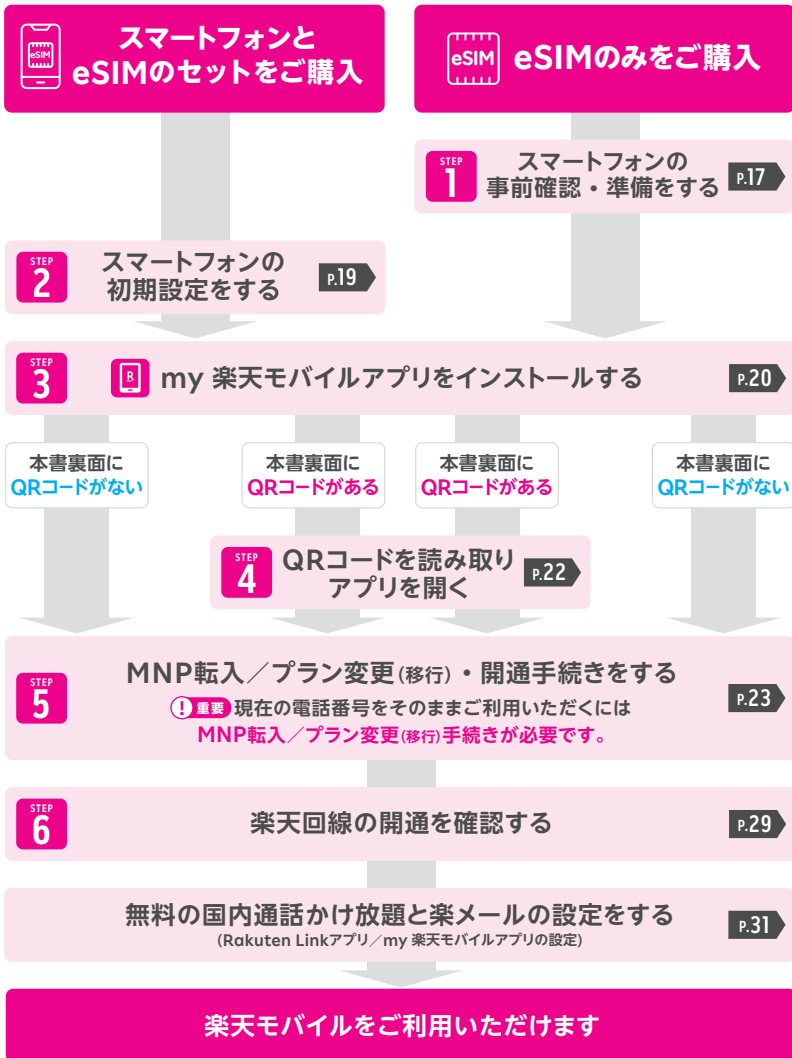 eSIM
スマートフォンと
eSIMのセットをご購入
eSIM
eSIMのみをご購入
STEP
1
スマートフォンの
事前確認・準備をする
P.17
STEP
2
スマートフォンの
初期設定をする
P.19
STEP
3
R
my 楽天モバイルアプリをインストールする
P.20
本書裏面に
QRコードがない
本書裏面に
QRコードがある
本書裏面に
QRコードがある
本書裏面に
QRコードがない
STEP
4
QRコードを読み取り
アプリを開く
P.22
STEP
5
MNP転入／プラン変更(移行)・開通手続きをする
! 重要 現在の電話番号をそのままご利用いただくには
MNP転入／プラン変更(移行)手続きが必要です。
P.23
STEP
6
楽天回線の開通を確認する
P.29
無料の国内通話かけ放題と楽メールの設定をする
(Rakuten Linkアプリ／my 楽天モバイルアプリの設定)
P.31
楽天モバイルをご利用いただけます